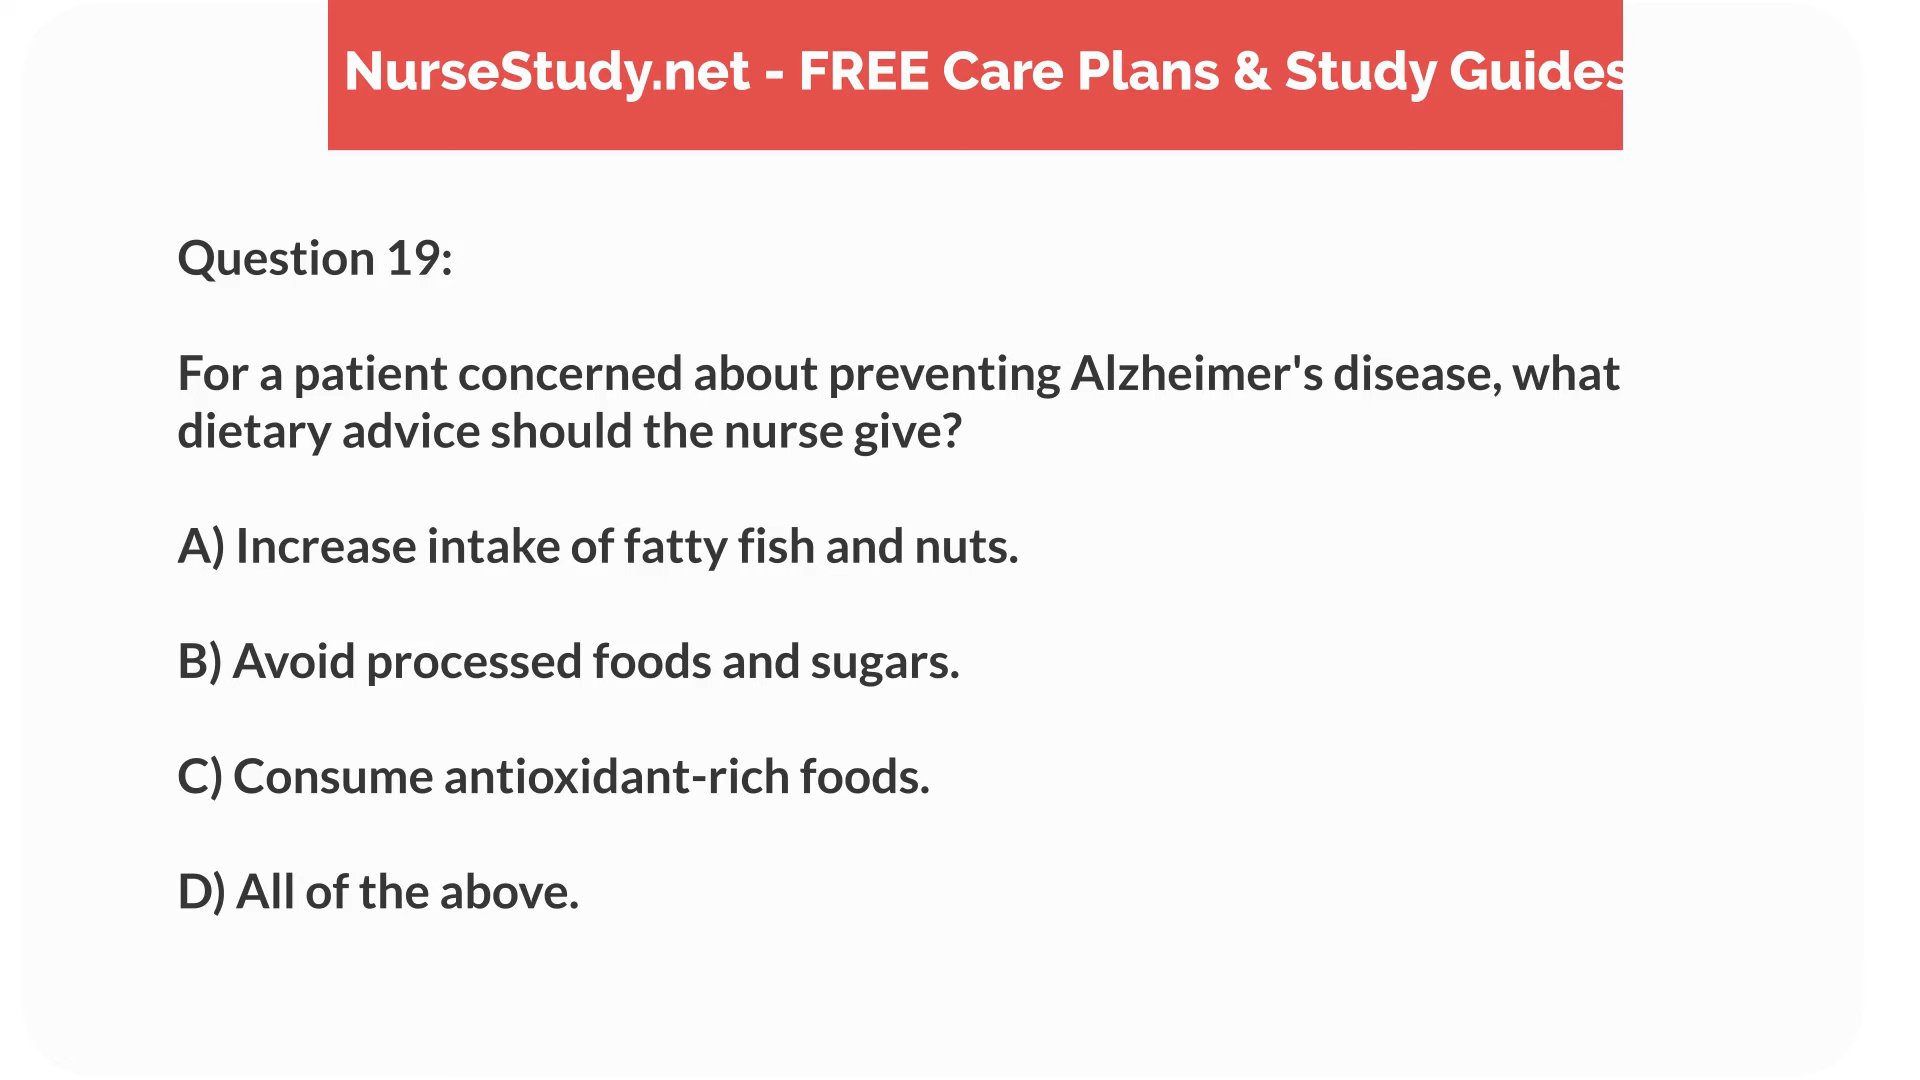 NurseStudy.net - FREE Care Plans & Study Guides
Question 19:
For a patient concerned about preventing Alzheimer's disease, what
dietary advice should the nurse give?
A) Increase intake of fatty fish and nuts.
B) Avoid processed foods and sugars.
C) Consume antioxidant-rich foods.
D) All of the above.